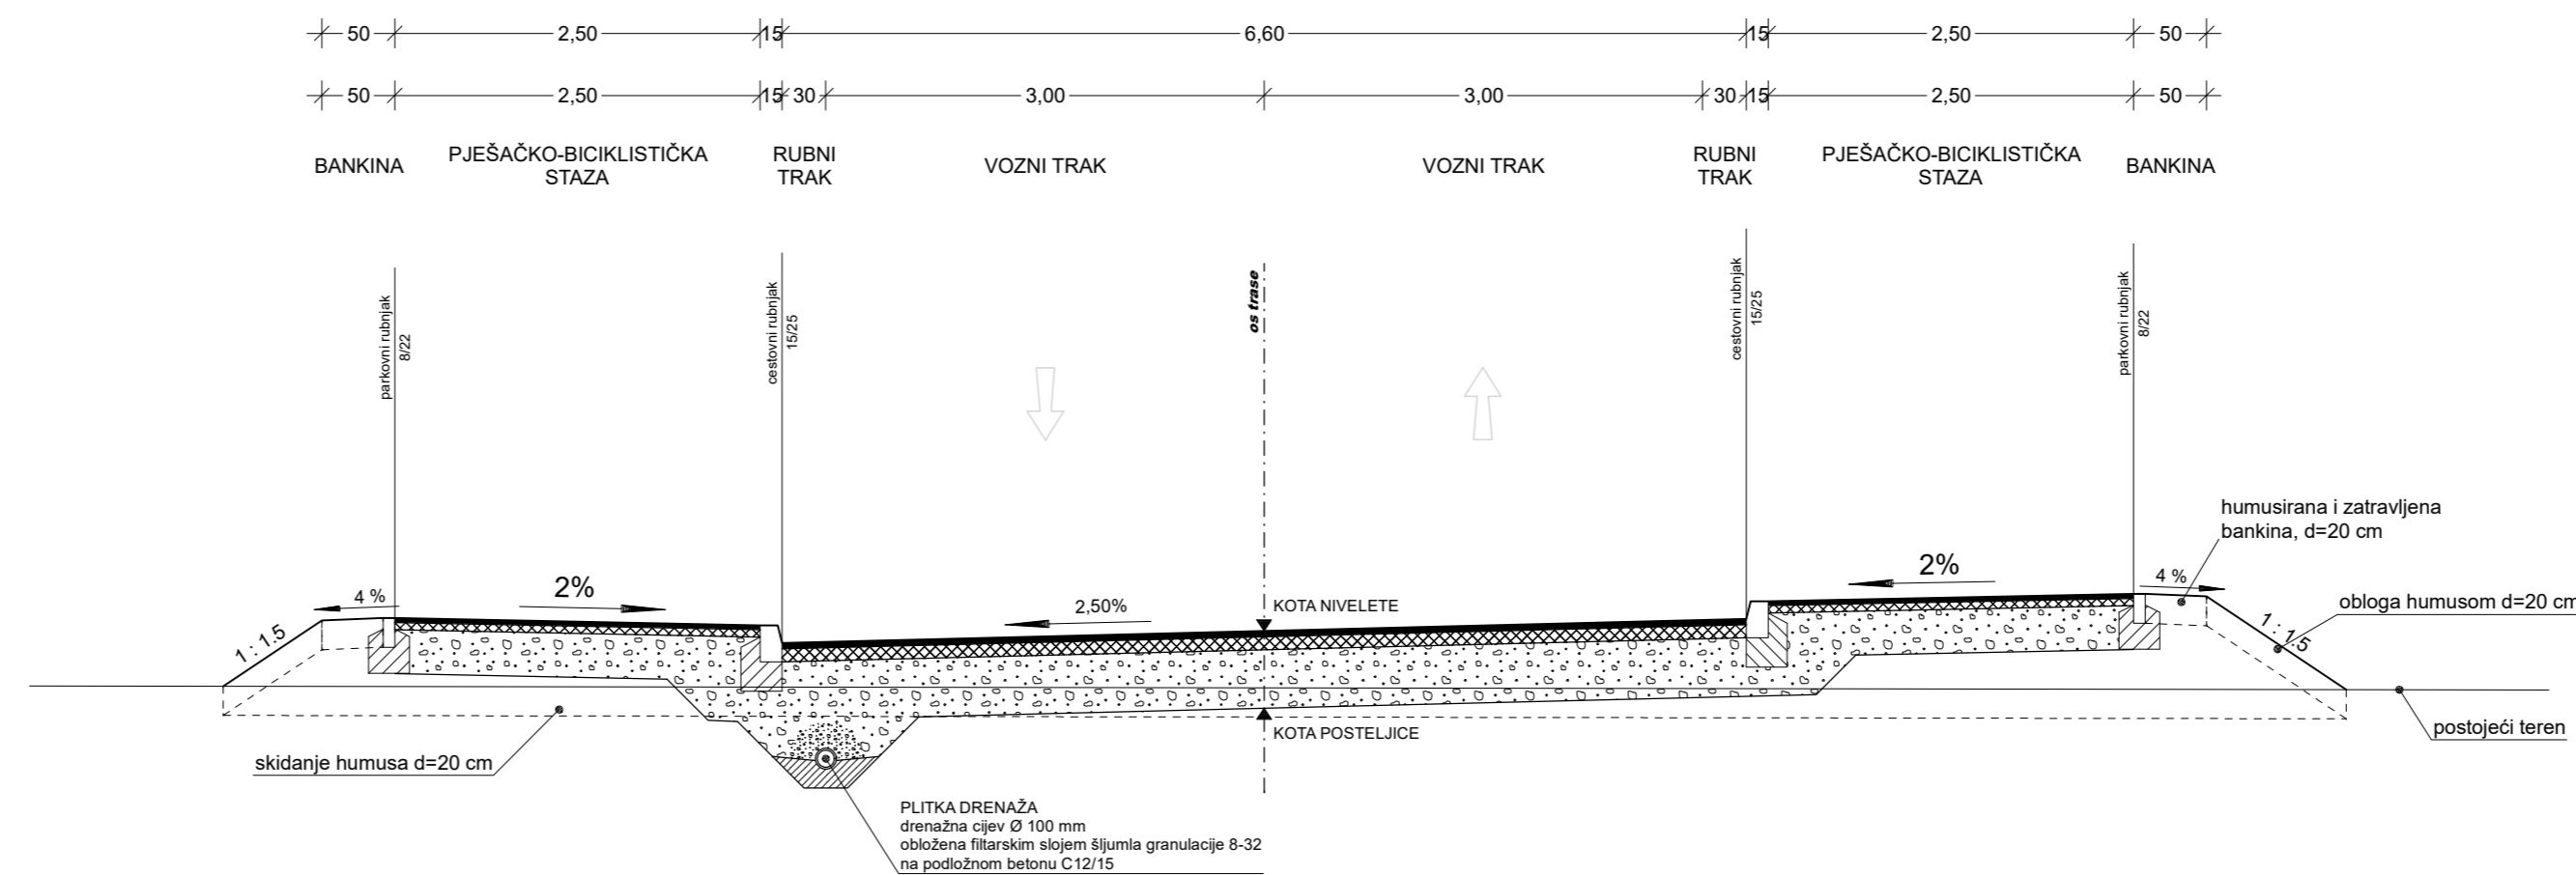 50 2,50 15 6,60 15 2,50 50
50 2,50 15 30 3,00 3,00 30 15 2,50 50
BANKINA
PJEŠAČKO-BICIKLISTIČKA
STAZA
RUBNI
TRAK
VOZNI TRAK
VOZNI TRAK
RUBNI
TRAK
PJEŠAČKO-BICIKLISTIČKA
STAZA
BANKINA
parkovni rubnjak
8/22
cestovni rubnjak
15/25
os trase
cestovni rubnjak
15/25
parkovni rubnjak
8/22
humusirana i zatravljena
bankina, d=20 cm
1 : 1.5
4 %
2%
2,50%
KOTA NIVELETE
2%
4 %
1 : 1.5
obloga humusom d=20 cm
skidanje humusa d=20 cm
KOTA POSTELJICE
postojeći teren
PLITKA DRENAŽA
drenažna cijev Ø 100 mm
obložena filtarskim slojem šljumla granulacije 8-32
na podložnom betonu C12/15